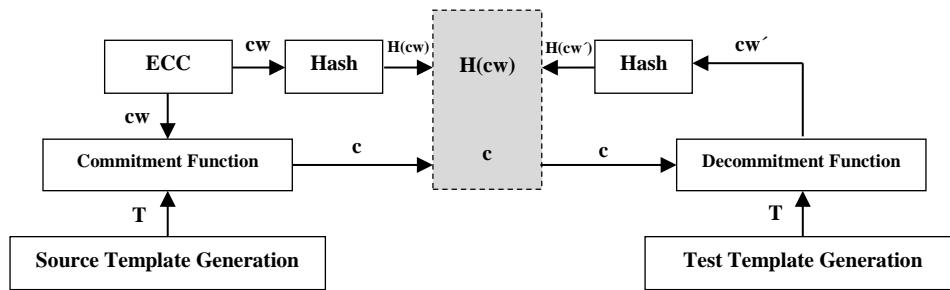 ECC
cw
Hash
H(cw)
H(cw)
H(cw´)
Hash
cw´
cw
Commitment Function
c
c
c
Decommitment Function
T
T
Source Template Generation
Test Template Generation